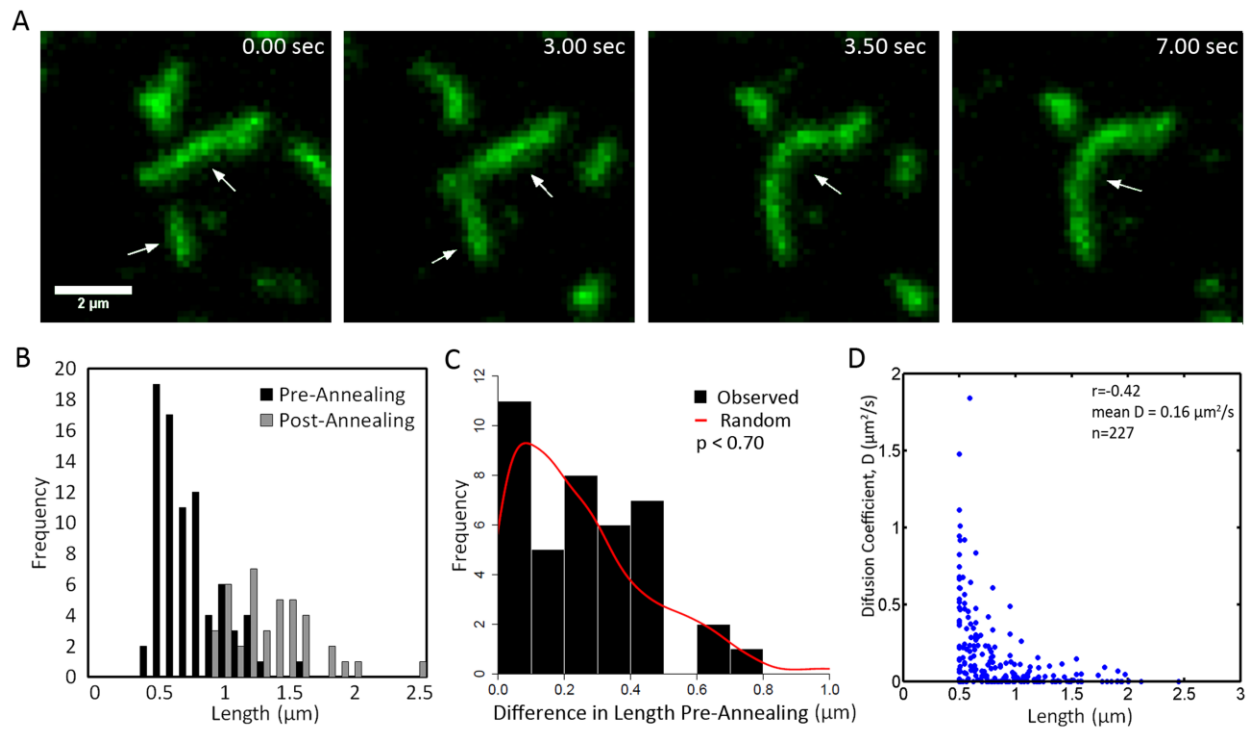 A
0.00 sec
3.00 sec
3.50 sec
7.00 sec
2 µm
B
20
18
16
14
12
10
8
6
4
2
0
Frequency
Pre-Annealing
Post-Annealing
0
0.5
1
1.5
2
2.5
Length (µm)
C
12
10
8
6
4
2
0
Frequency
Observed
Random
p < 0.70
0.0
0.2
0.4
0.6
0.8
1.0
Difference in Length Pre-Annealing (µm)
D
2
1.5
1
0.5
0
Difusion Coefficient, D (µm²/s)
r=-0.42
mean D = 0.16 µm²/s
n=227
0
0.5
1
1.5
2
2.5
3
Length (µm)